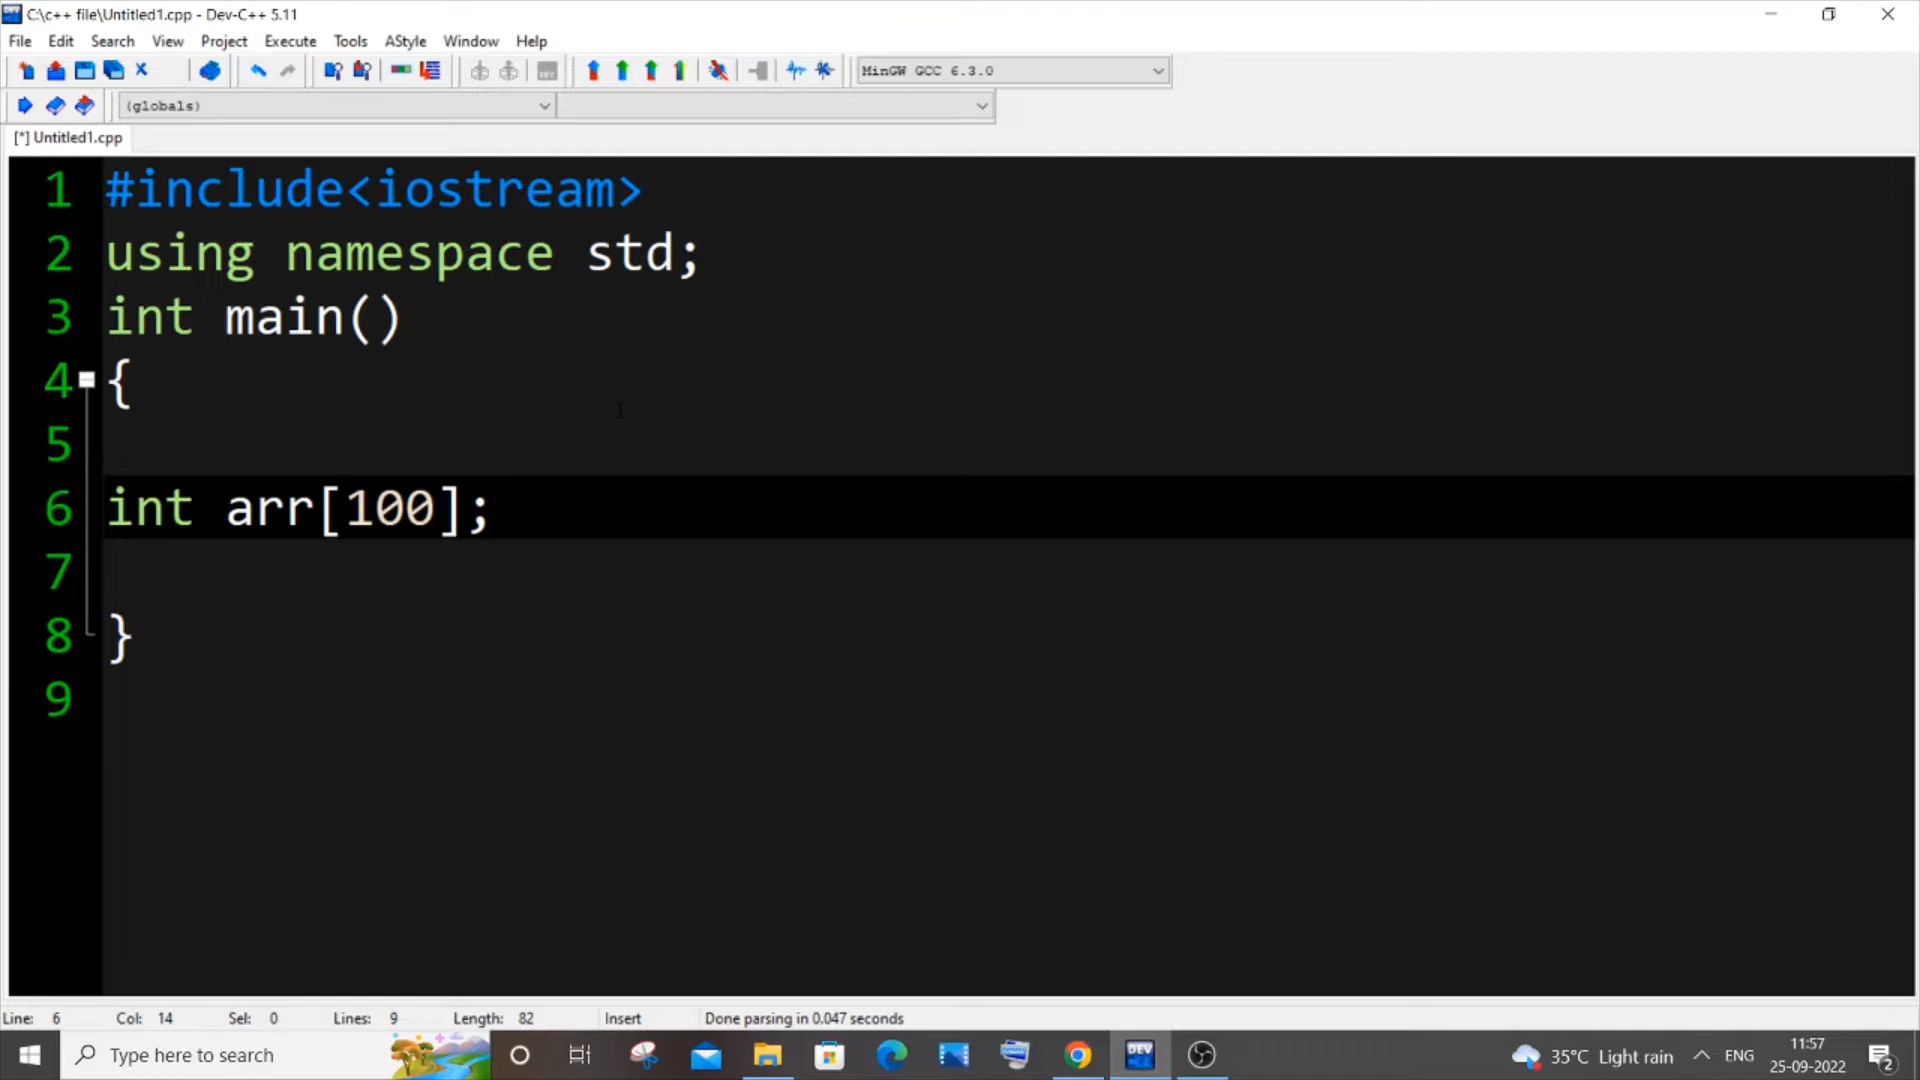 C:\c++ file\Untitled1.cpp - Dev-C++ 5.11
File Edit Search View Project Execute Tools AStyle Window Help
MinGW GCC 6.3.0
(globals)
[*] Untitled1.cpp
1 #include<iostream>
2 using namespace std;
3 int main()
4 {
5
6 int arr[100];
7
8 }
9
Line: 6 Col: 14 Sel: 0 Lines: 9 Length: 82 Insert Done parsing in 0.047 seconds
Type here to search
DEV
35°C Light rain
ENG
11:57
25-09-2022
2